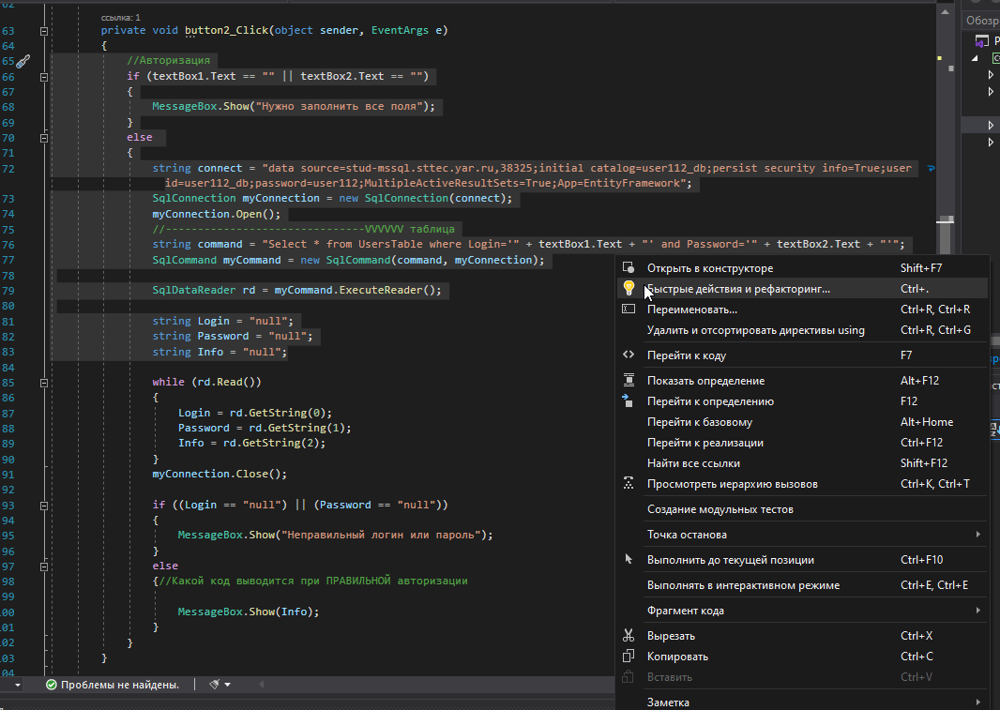 62
ссылка: 1
63 private void button2_Click(object sender, EventArgs e)
64 {
65 //Авторизация
66 if (textBox1.Text == "" || textBox2.Text == "")
67 {
68 MessageBox.Show("Нужно заполнить все поля");
69 }
70 else
71 {
72 string connect = "data source=stud-mssql.sttec.yar.ru,38325;initial catalog=user112_db;persist security info=True;user
id=user112_db;password=user112;MultipleActiveResultSets=True;App=EntityFramework";
73 SqlConnection myConnection = new SqlConnection(connect);
74 myConnection.Open();
75 //-------------------------------VVVVVV таблица
76 string command = "Select * from UsersTable where Login='" + textBox1.Text + "' and Password='" + textBox2.Text + "'";
77 SqlCommand myCommand = new SqlCommand(command, myConnection);
78
79 SqlDataReader rd = myCommand.ExecuteReader();
80
81 string Login = "null";
82 string Password = "null";
83 string Info = "null";
84
85 while (rd.Read())
86 {
87 Login = rd.GetString(0);
88 Password = rd.GetString(1);
89 Info = rd.GetString(2);
90 }
91 myConnection.Close();
92
93 if ((Login == "null") || (Password == "null"))
94 {
95 MessageBox.Show("Неправильный логин или пароль");
96 }
97 else
98 {//Какой код выводится при ПРАВИЛЬНОЙ авторизации
99
00 MessageBox.Show(Info);
01 }
02 }
03 }
04
Проблемы не найдены.
Открыть в конструкторе Shift+F7
Быстрые действия и рефакторинг... Ctrl+.
Переименовать... Ctrl+R, Ctrl+R
Удалить и отсортировать директивы using Ctrl+R, Ctrl+G
Перейти к коду F7
Показать определение Alt+F12
Перейти к определению F12
Перейти к базовому Alt+Home
Перейти к реализации Ctrl+F12
Найти все ссылки Shift+F12
Просмотреть иерархию вызовов Ctrl+K, Ctrl+T
Создание модульных тестов
Точка останова
Выполнить до текущей позиции Ctrl+F10
Выполнять в интерактивном режиме Ctrl+E, Ctrl+E
Фрагмент кода
Вырезать Ctrl+X
Копировать Ctrl+C
Вставить Ctrl+V
Заметка
Обозр